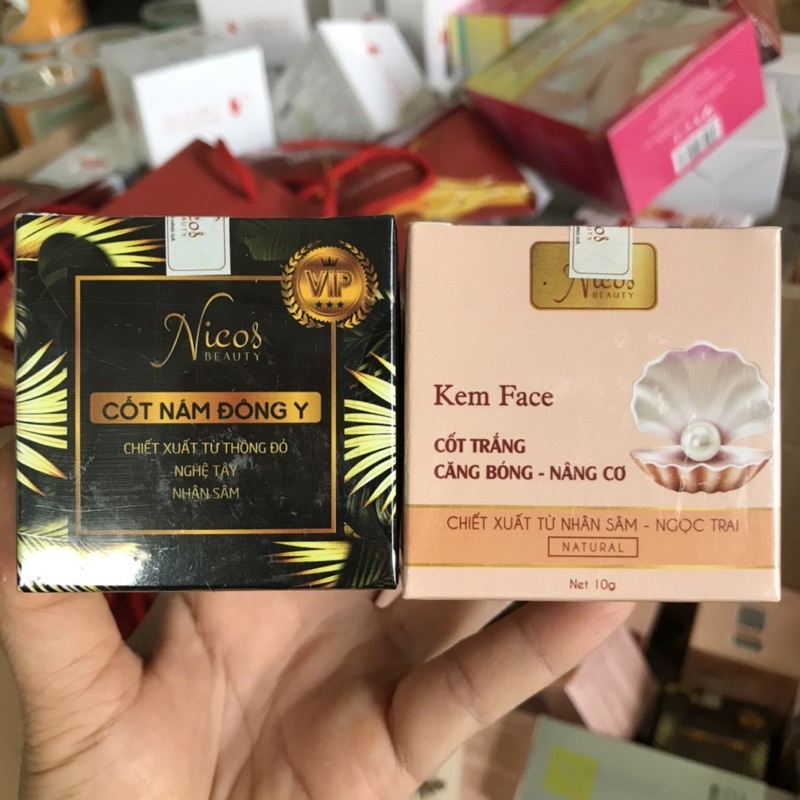 Nicos
BEAUTY
VIP
CỐT NÁM ĐÔNG Y
CHIẾT XUẤT TỪ THÔNG ĐỎ
NGHỆ TÂY
NHÂN SÂM
Nicos
BEAUTY
Kem Face
CỐT TRẮNG
CĂNG BÓNG - NÂNG CƠ
CHIẾT XUẤT TỪ NHÂN SÂM - NGỌC TRAI
NATURAL
Net 10g